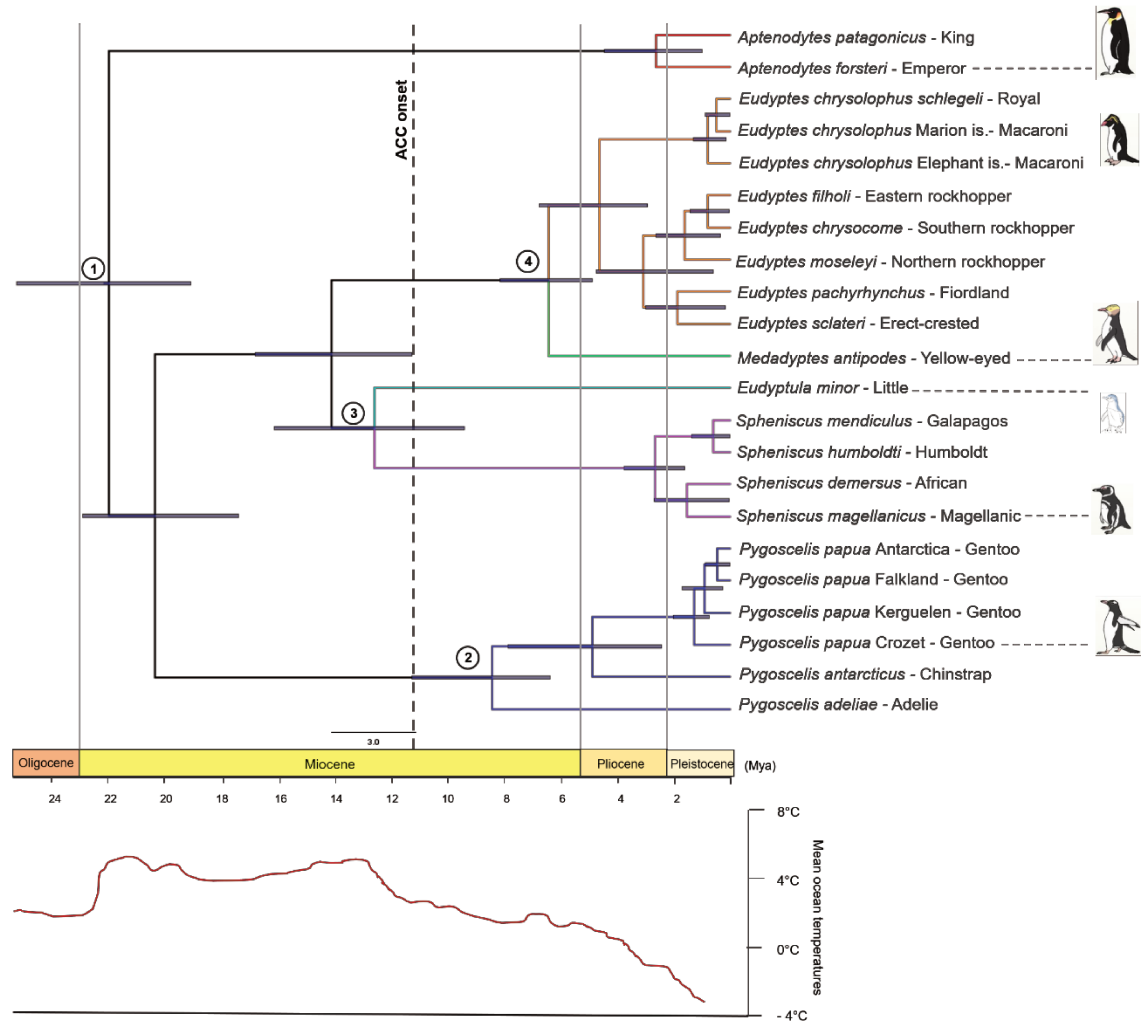 Aptenodytes patagonicus - King
Aptenodytes forsteri - Emperor
ACC onset
Eudyptes chrysolophus schlegeli - Royal
Eudyptes chrysolophus Marion is.- Macaroni
Eudyptes chrysolophus Elephant is.- Macaroni
Eudyptes filholi - Eastern rockhopper
Eudyptes chrysocome - Southern rockhopper
Eudyptes moseleyi - Northern rockhopper
1
4
Eudyptes pachyrhynchus - Fiordland
Eudyptes sclateri - Erect-crested
Medadyptes antipodes - Yellow-eyed
Eudyptula minor - Little
3
Spheniscus mendiculus - Galapagos
Spheniscus humboldti - Humboldt
Spheniscus demersus - African
Spheniscus magellanicus - Magellanic
Pygoscelis papua Antarctica - Gentoo
Pygoscelis papua Falkland - Gentoo
Pygoscelis papua Kerguelen - Gentoo
Pygoscelis papua Crozet - Gentoo
2
Pygoscelis antarcticus - Chinstrap
Pygoscelis adeliae - Adelie
3.0
Oligocene Miocene Pliocene Pleistocene (Mya)
24 22 20 18 16 14 12 10 8 6 4 2
8°C
4°C
0°C
- 4°C
Mean ocean temperatures